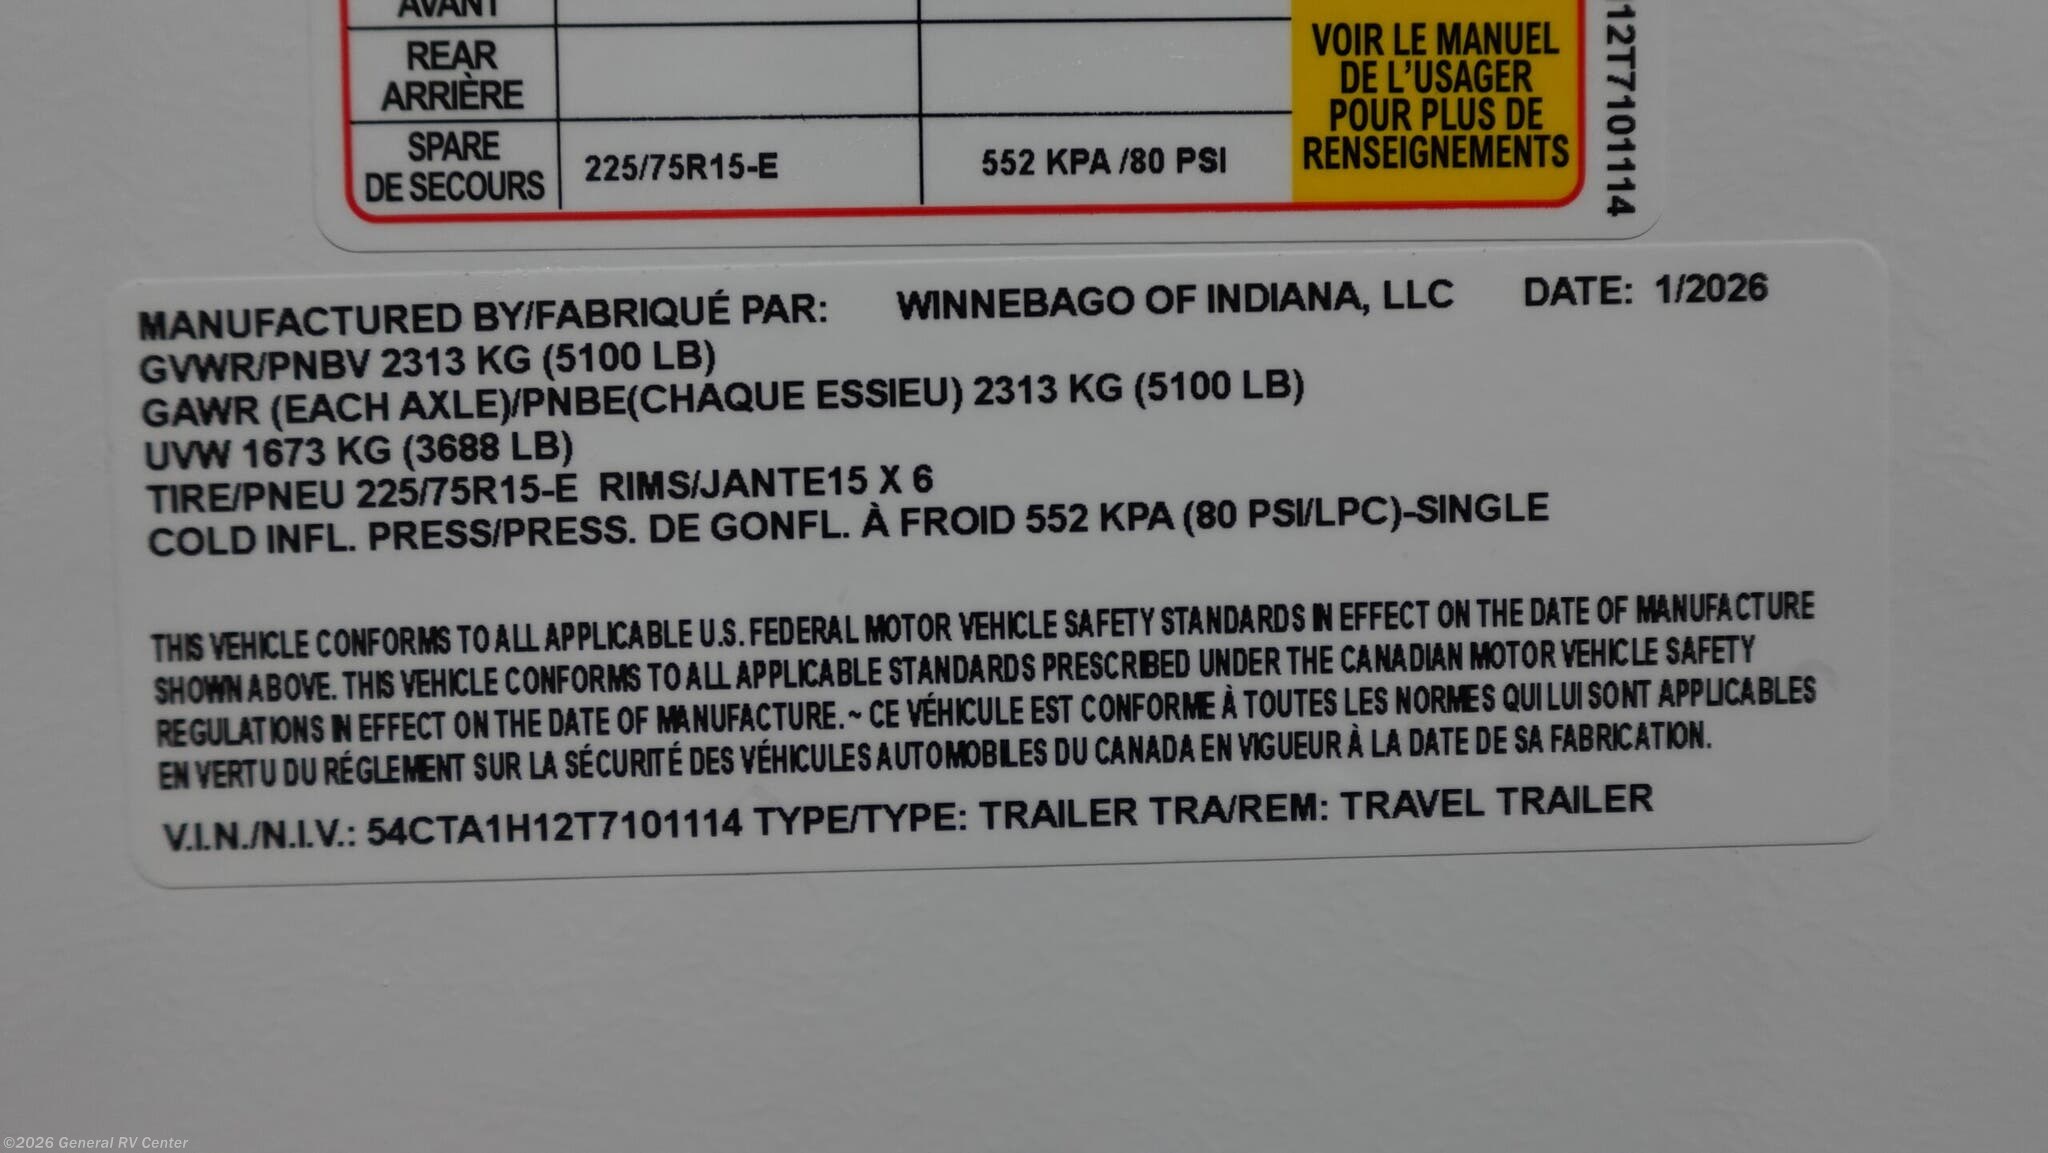 AVANT
REAR
ARRIÈRE
SPARE
DE SECOURS
225/75R15-E
552 KPA /80 PSI
VOIR LE MANUEL
DE L'USAGER
POUR PLUS DE
RENSEIGNEMENTS
12T7101114
MANUFACTURED BY/FABRIQUÉ PAR: WINNEBAGO OF INDIANA, LLC DATE: 1/2026
GVWR/PNBV 2313 KG (5100 LB)
GAWR (EACH AXLE)/PNBE(CHAQUE ESSIEU) 2313 KG (5100 LB)
UVW 1673 KG (3688 LB)
TIRE/PNEU 225/75R15-E RIMS/JANTE15 X 6
COLD INFL. PRESS/PRESS. DE GONFL. À FROID 552 KPA (80 PSI/LPC)-SINGLE
THIS VEHICLE CONFORMS TO ALL APPLICABLE U.S. FEDERAL MOTOR VEHICLE SAFETY STANDARDS IN EFFECT ON THE DATE OF MANUFACTURE
SHOWN ABOVE. THIS VEHICLE CONFORMS TO ALL APPLICABLE STANDARDS PRESCRIBED UNDER THE CANADIAN MOTOR VEHICLE SAFETY
REGULATIONS IN EFFECT ON THE DATE OF MANUFACTURE. ~ CE VÉHICULE EST CONFORME À TOUTES LES NORMES QUI LUI SONT APPLICABLES
EN VERTU DU RÉGLEMENT SUR LA SÉCURITÉ DES VÉHICULES AUTOMOBILES DU CANADA EN VIGUEUR À LA DATE DE SA FABRICATION.
V.I.N./N.I.V.: 54CTA1H12T7101114 TYPE/TYPE: TRAILER TRA/REM: TRAVEL TRAILER
©2026 General RV Center